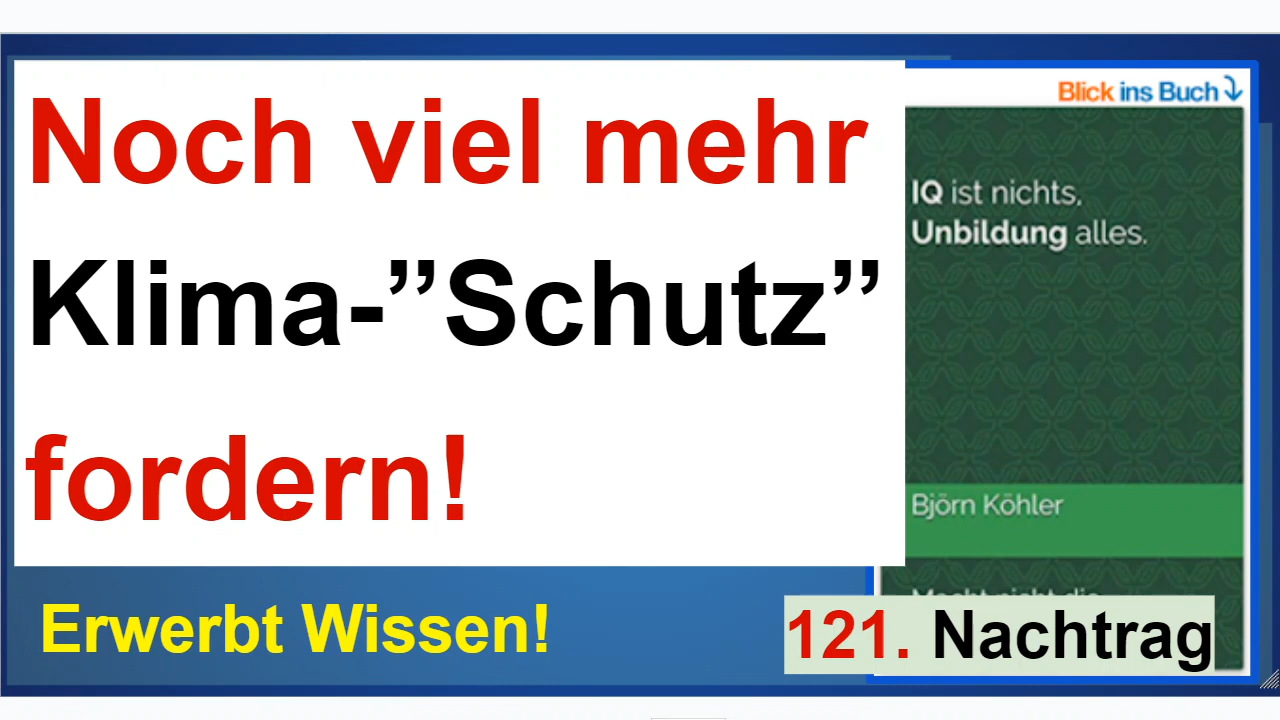 Noch viel mehr
Klima-”Schutz”
fordern!
Blick ins Buch
IQ ist nichts,
Unbildung alles.
Björn Köhler
Erwerbt Wissen!
121. Nachtrag